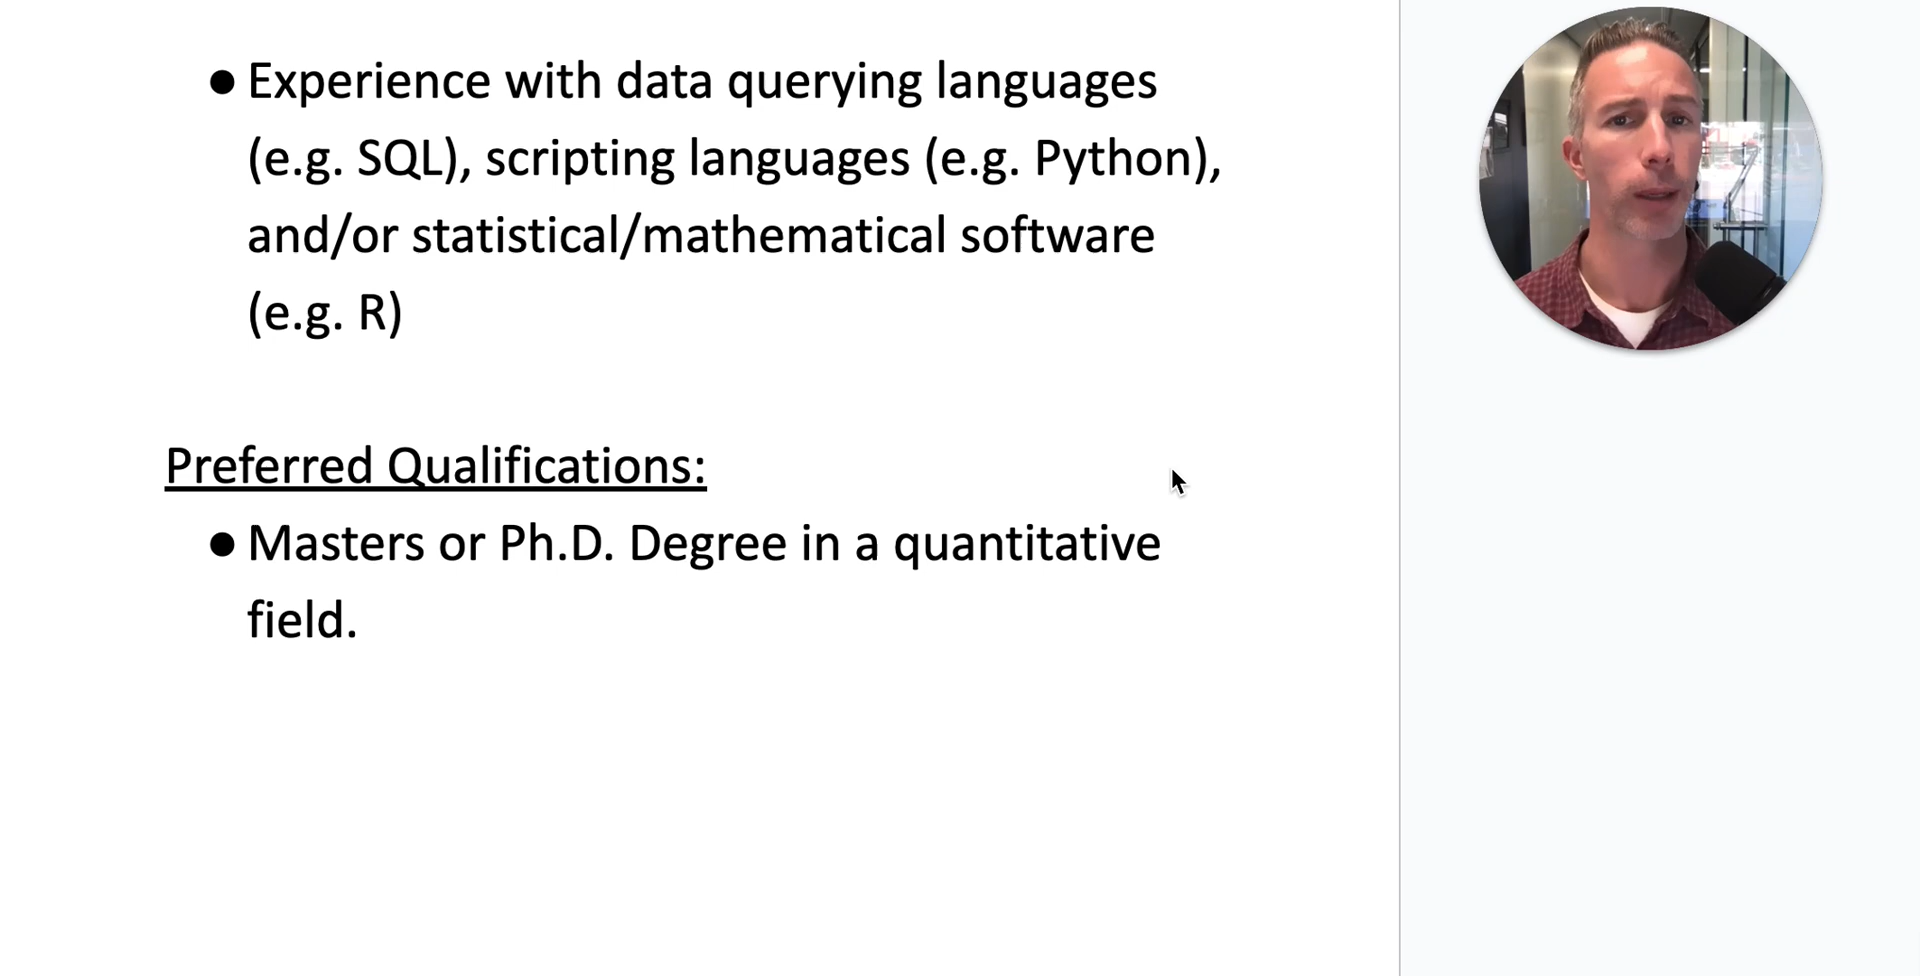 ● Experience with data querying languages
(e.g. SQL), scripting languages (e.g. Python),
and/or statistical/mathematical software
(e.g. R)
Preferred Qualifications:
● Masters or Ph.D. Degree in a quantitative
field.